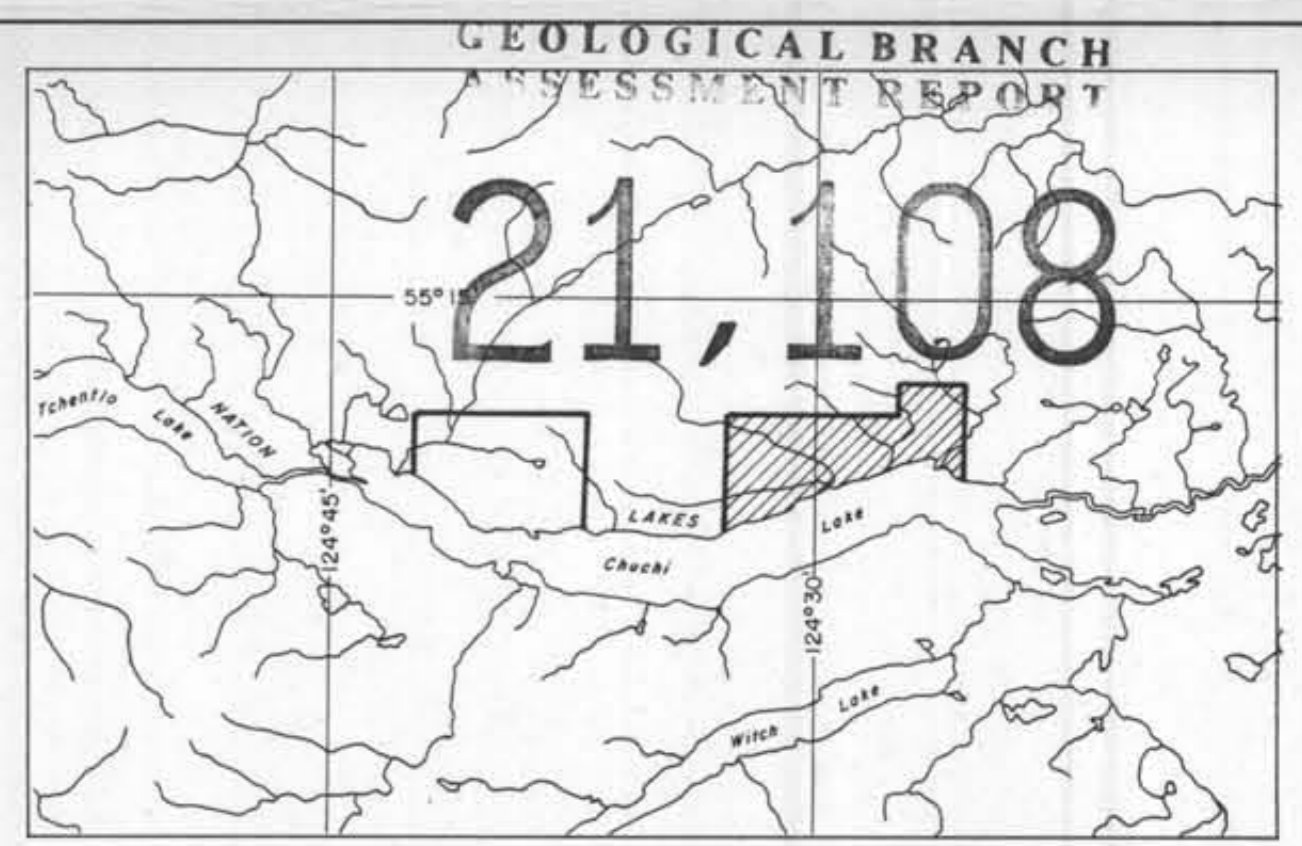 GEOLOGICAL BRANCH
ASSESSMENT REPORT
21,108
55° 15'
Tchentlo Lake
NATION
LAKES
124° 45'
Chuchi Lake
124° 30'
Witch Lake